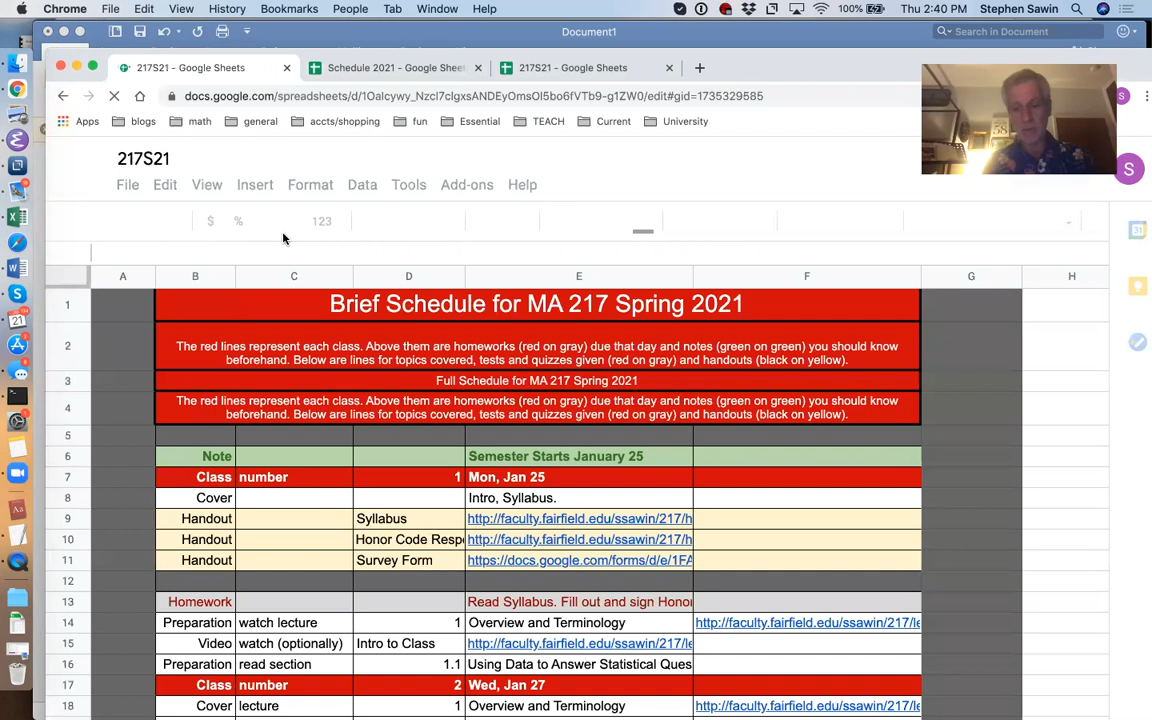 Chrome File Edit View History Bookmarks People Tab Window Help 100% Thu 2:40 PM Stephen Sawin
Document1 Search in Document
217S21 - Google Sheets Schedule 2021 - Google Sheet 217S21 - Google Sheets
docs.google.com/spreadsheets/d/1Oalcywy_Nzcl7clgxsANDEyOmsOl5bo6fVTb9-g1ZW0/edit#gid=1735329585
Apps blogs math general accts/shopping fun Essential TEACH Current University
217S21
File Edit View Insert Format Data Tools Add-ons Help
S
$ % 123
31
A B C D E F G H
1 Brief Schedule for MA 217 Spring 2021
2 The red lines represent each class. Above them are homeworks (red on gray) due that day and notes (green on green) you should know
beforehand. Below are lines for topics covered, tests and quizzes given (red on gray) and handouts (black on yellow).
3 Full Schedule for MA 217 Spring 2021
4 The red lines represent each class. Above them are homeworks (red on gray) due that day and notes (green on green) you should know
beforehand. Below are lines for topics covered, tests and quizzes given (red on gray) and handouts (black on yellow).
5
6 Note Semester Starts January 25
7 Class number 1 Mon, Jan 25
8 Cover Intro, Syllabus.
9 Handout Syllabus http://faculty.fairfield.edu/ssawin/217/h
10 Handout Honor Code Resp http://faculty.fairfield.edu/ssawin/217/h
11 Handout Survey Form https://docs.google.com/forms/d/e/1FA
12
13 Homework Read Syllabus. Fill out and sign Honor
14 Preparation watch lecture 1 Overview and Terminology http://faculty.fairfield.edu/ssawin/217/le
15 Video watch (optionally) Intro to Class http://faculty.fairfield.edu/ssawin/217/le
16 Preparation read section 1.1 Using Data to Answer Statistical Ques
17 Class number 2 Wed, Jan 27
18 Cover lecture 1 Overview and Terminology http://faculty.fairfield.edu/ssawin/217/le